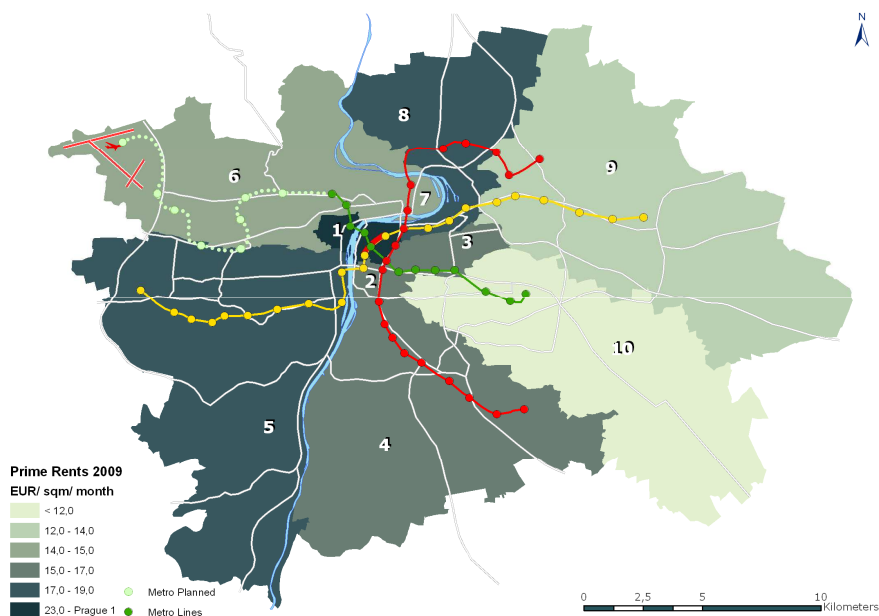 N
8
9
6
7
1
3
2
10
5
4
Prime Rents 2009
EUR/ sqm/ month
< 12,0
12,0 - 14,0
14,0 - 15,0
15,0 - 17,0
17,0 - 19,0
23,0 - Prague 1
Metro Planned
Metro Lines
0 2,5 5 10
Kilometers